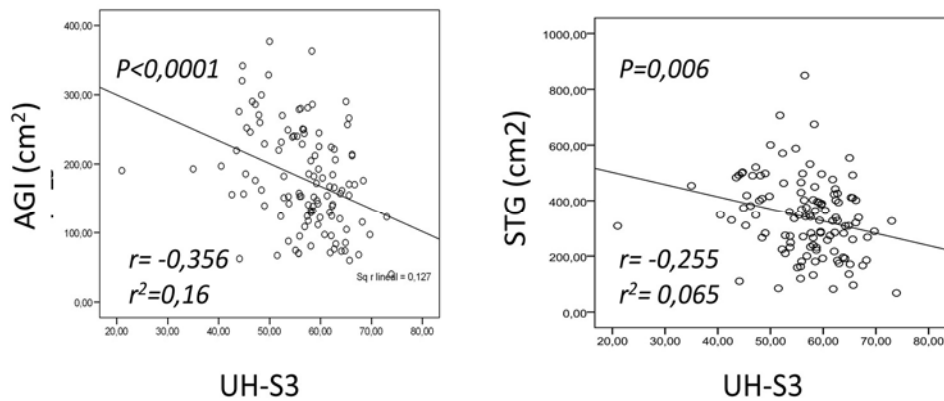 400,00
300,00
200,00
100,00
0,00
AGI (cm²)
P<0,0001
r= -0,356
r²=0,16
Sq r lineal = 0,127
20,00 30,00 40,00 50,00 60,00 70,00 80,00
UH-S3
1000,00
800,00
600,00
400,00
200,00
,00
STG (cm2)
P=0,006
r= -0,255
r²= 0,065
20,00 30,00 40,00 50,00 60,00 70,00 80,00
UH-S3